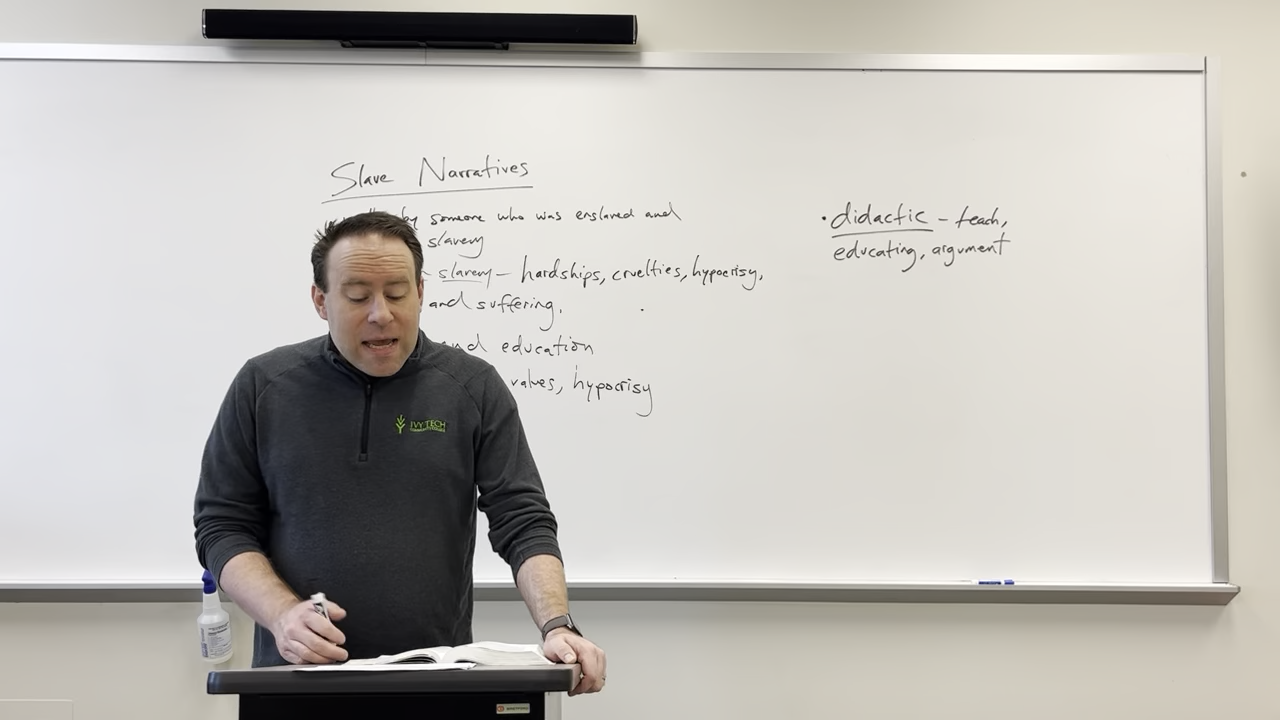 Slave Narratives
by someone who was enslaved and
slavery
slavery – hardships, cruelties, hypocrisy,
and suffering.
and education
values, hypocrisy
• didactic – teach,
educating, argument
IVY TECH